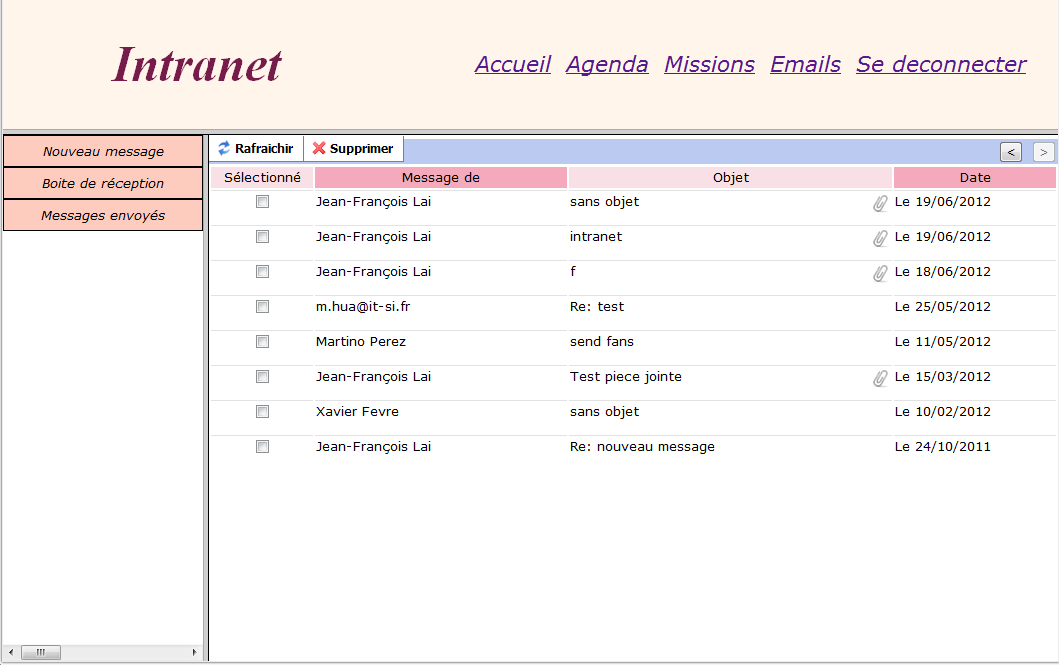 Intranet
Accueil Agenda Missions Emails Se deconnecter
Nouveau message
Boite de réception
Messages envoyés
Rafraichir Supprimer < >
Sélectionné Message de Objet Date
Jean-François Lai sans objet Le 19/06/2012
Jean-François Lai intranet Le 19/06/2012
Jean-François Lai f Le 18/06/2012
m.hua@it-si.fr Re: test Le 25/05/2012
Martino Perez send fans Le 11/05/2012
Jean-François Lai Test piece jointe Le 15/03/2012
Xavier Fevre sans objet Le 10/02/2012
Jean-François Lai Re: nouveau message Le 24/10/2011